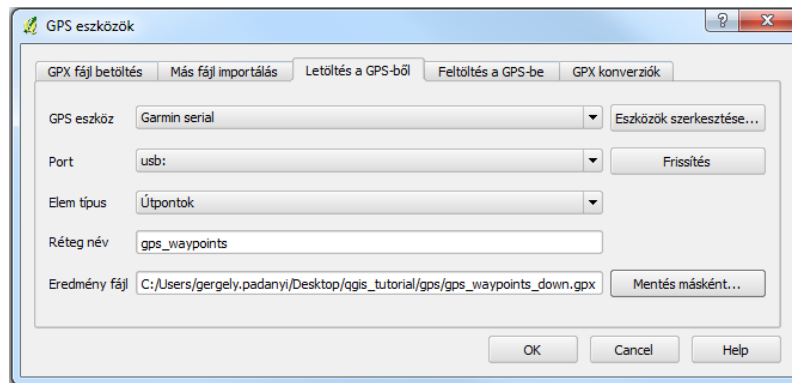 GPS eszközök
GPX fájl betöltés Más fájl importálás Letöltés a GPS-ből Feltöltés a GPS-be GPX konverziók
GPS eszköz Garmin serial Eszközök szerkesztése...
Port usb: Frissítés
Elem típus Útpontok
Réteg név gps_waypoints
Eredmény fájl C:/Users/gergely.padanyi/Desktop/qgis_tutorial/gps/gps_waypoints_down.gpx Mentés másként...
OK Cancel Help